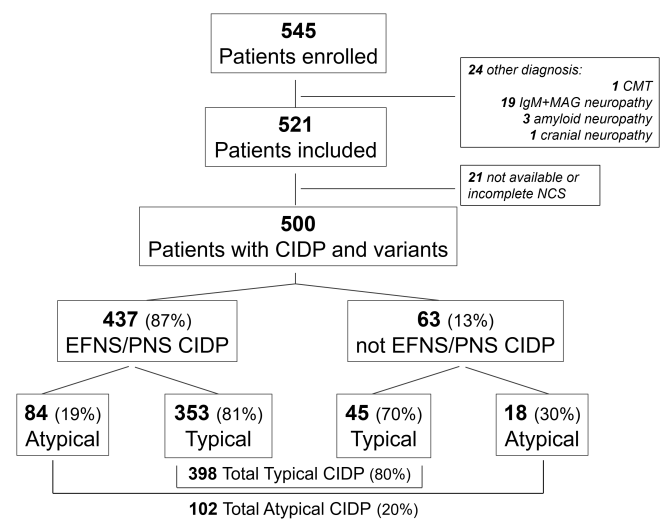 545
Patients enrolled
24 other diagnosis:
1 CMT
19 IgM+MAG neuropathy
3 amyloid neuropathy
1 cranial neuropathy
521
Patients included
21 not available or
incomplete NCS
500
Patients with CIDP and variants
437 (87%)
EFNS/PNS CIDP
63 (13%)
not EFNS/PNS CIDP
84 (19%)
Atypical
353 (81%)
Typical
45 (70%)
Typical
18 (30%)
Atypical
398 Total Typical CIDP (80%)
102 Total Atypical CIDP (20%)